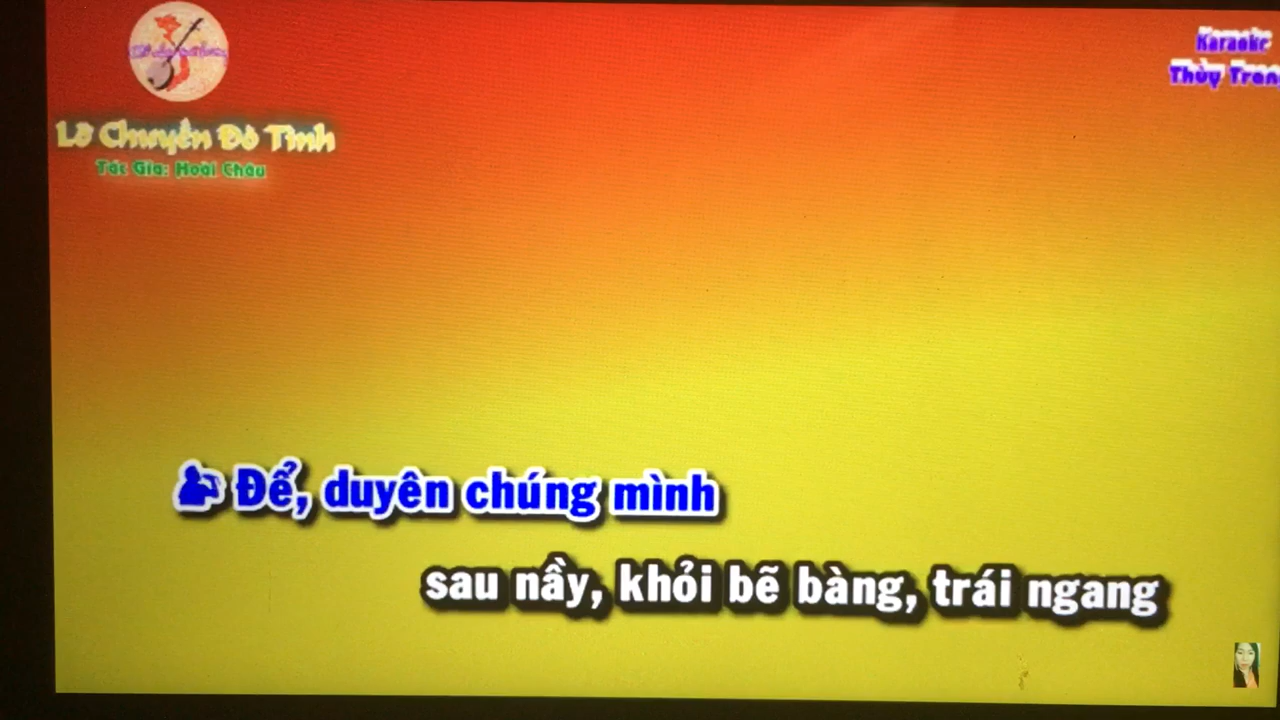 Karaoke
Thùy Trang
Lỡ Chuyến Đò Tình
Tác Gỉa: Hoài Châu
Để, duyên chúng mình
sau nầy, khỏi bẽ bàng, trái ngang